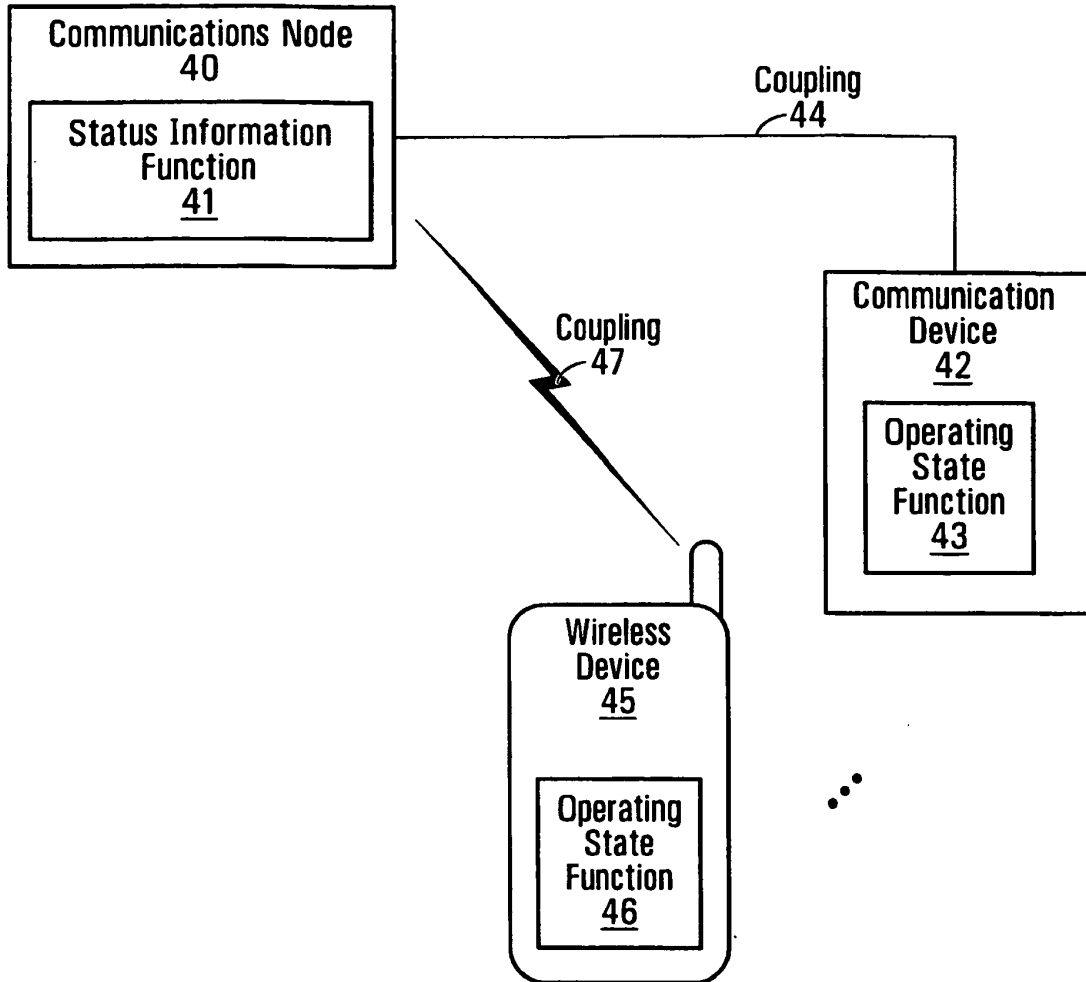 Communications Node
40
Status Information
Function
41
Coupling
44
Coupling
47
Communication
Device
42
Operating
State
Function
43
Wireless
Device
45
Operating
State
Function
46